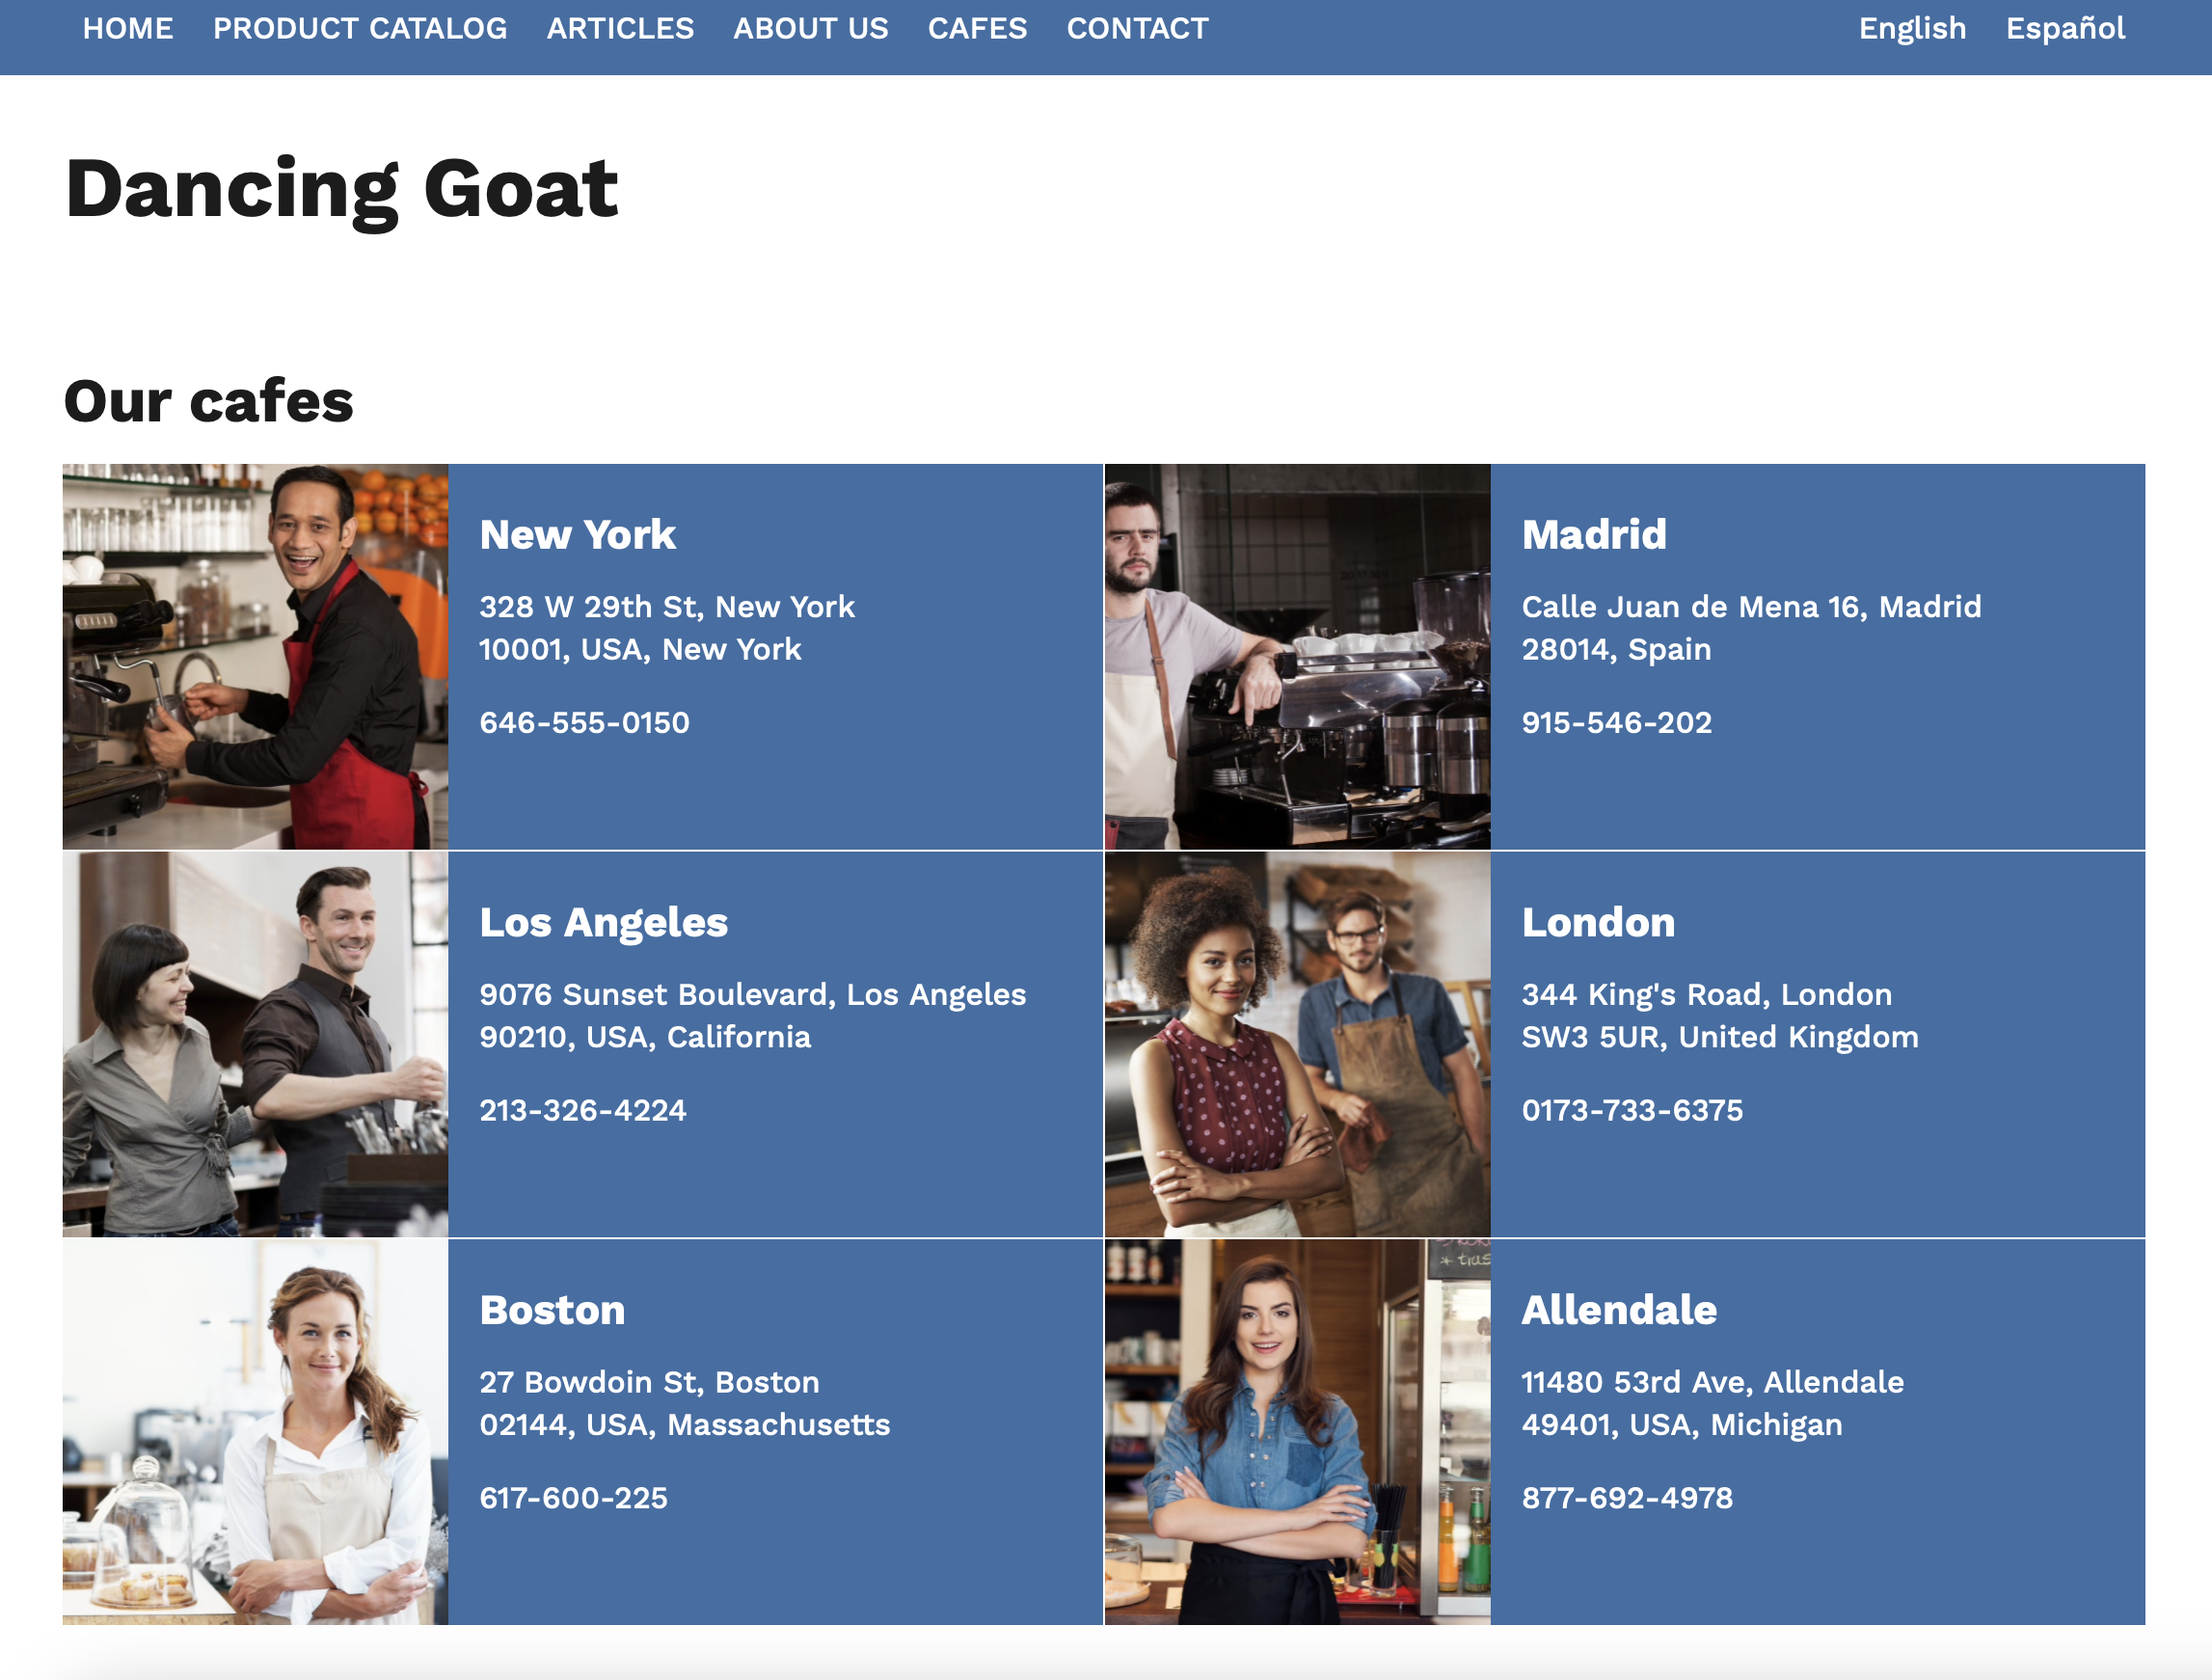 HOME PRODUCT CATALOG ARTICLES ABOUT US CAFES CONTACT English Español
Dancing Goat
Our cafes
New York
328 W 29th St, New York
10001, USA, New York
646-555-0150
Madrid
Calle Juan de Mena 16, Madrid
28014, Spain
915-546-202
Los Angeles
9076 Sunset Boulevard, Los Angeles
90210, USA, California
213-326-4224
London
344 King's Road, London
SW3 5UR, United Kingdom
0173-733-6375
Boston
27 Bowdoin St, Boston
02144, USA, Massachusetts
617-600-225
Allendale
11480 53rd Ave, Allendale
49401, USA, Michigan
877-692-4978